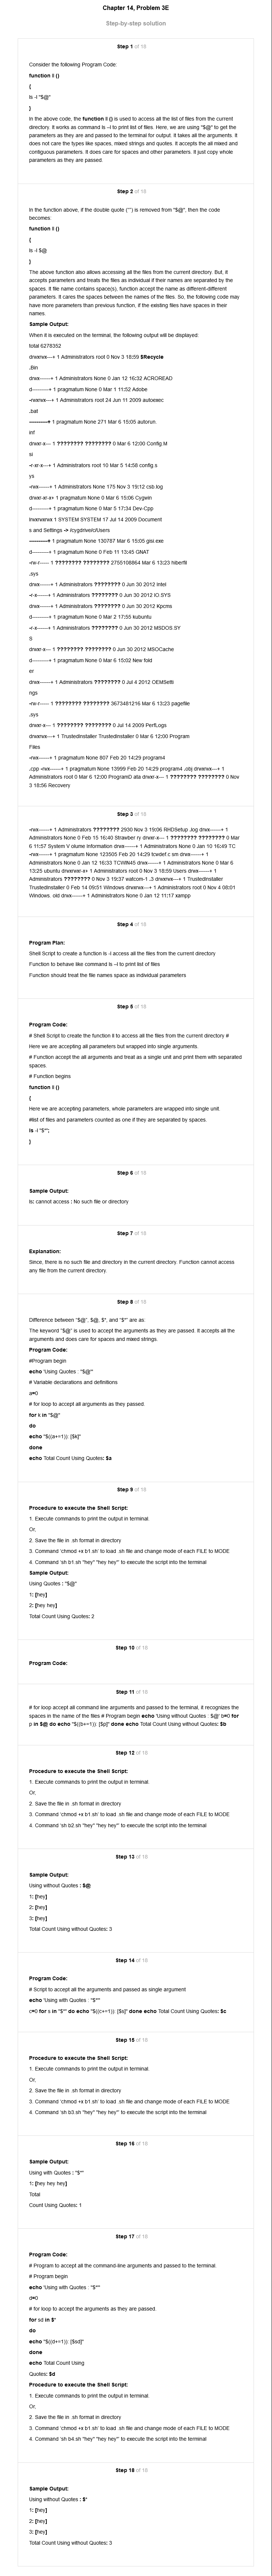 Chapter 14, Problem 3E
Step-by-step solution
Step 1 of 18
Consider the following Program Code:
function ll ()
{
ls -l "$@"
}
In the above code, the function ll () is used to access all the list of files from the current
directory. It works as command ls –l to print list of files. Here, we are using "$@" to get the
parameters as they are and passed to the terminal for output. It takes all the arguments. It
does not care the types like spaces, mixed strings and quotes. It accepts the all mixed and
contiguous parameters. It does care for spaces and other parameters. It just copy whole
parameters as they are passed.
Step 2 of 18
In the function above, if the double quote ("") is removed from "$@", then the code
becomes:
function ll ()
{
ls -l $@
}
The above function also allows accessing all the files from the current directory. But, it
accepts parameters and treats the files as individual if their names are separated by the
spaces. If file name contains space(s), function accept the name as different-different
parameters. It cares the spaces between the names of files. So, the following code may
have more parameters than previous function, if the existing files have spaces in their
names.
Sample Output:
When it is executed on the terminal, the following output will be displayed:
total 6278352
drwxrwx---+ 1 Administrators root 0 Nov 3 18:59 $Recycle
.Bin
drwx------+ 1 Administrators None 0 Jan 12 16:32 ACROREAD
d---------+ 1 pragmatum None 0 Mar 1 11:52 Adobe
-rwxrwx---+ 1 Administrators root 24 Jun 11 2009 autoexec
.bat
----------+ 1 pragmatum None 271 Mar 6 15:05 autorun.
inf
drwxr-x--- 1 ???????? ???????? 0 Mar 6 12:00 Config.M
si
-r-xr-x---+ 1 Administrators root 10 Mar 5 14:58 config.s
ys
-rwx------+ 1 Administrators None 175 Nov 3 19:12 csb.log
drwxr-xr-x+ 1 pragmatum None 0 Mar 6 15:06 Cygwin
d---------+ 1 pragmatum None 0 Mar 5 17:34 Dev-Cpp
lrwxrwxrwx 1 SYSTEM SYSTEM 17 Jul 14 2009 Document
s and Settings -> /cygdrive/c/Users
----------+ 1 pragmatum None 130787 Mar 6 15:05 gisi.exe
d---------+ 1 pragmatum None 0 Feb 11 13:45 GNAT
-rw-r----- 1 ???????? ???????? 2755108864 Mar 6 13:23 hiberfil
.sys
drwx------+ 1 Administrators ???????? 0 Jun 30 2012 Intel
-r-x------+ 1 Administrators ???????? 0 Jun 30 2012 IO.SYS
drwx------+ 1 Administrators ???????? 0 Jun 30 2012 Kpcms
d---------+ 1 pragmatum None 0 Mar 2 17:55 kubuntu
-r-x------+ 1 Administrators ???????? 0 Jun 30 2012 MSDOS.SY
S
drwxr-x--- 1 ???????? ???????? 0 Jun 30 2012 MSOCache
d---------+ 1 pragmatum None 0 Mar 6 15:02 New fold
er
drwx------+ 1 Administrators ???????? 0 Jul 4 2012 OEMSetti
ngs
-rw-r----- 1 ???????? ???????? 3673481216 Mar 6 13:23 pagefile
.sys
drwxr-x--- 1 ???????? ???????? 0 Jul 14 2009 PerfLogs
drwxrwx---+ 1 TrustedInstaller TrustedInstaller 0 Mar 6 12:00 Program
Files
-rwx------+ 1 pragmatum None 807 Feb 20 14:29 program4
.cpp -rwx------+ 1 pragmatum None 13999 Feb 20 14:29 program4 .obj drwxrwx---+ 1
Administrators root 0 Mar 6 12:00 ProgramD ata drwxr-x--- 1 ???????? ???????? 0 Nov
3 18:56 Recovery
Step 3 of 18
-rwx------+ 1 Administrators ???????? 2930 Nov 3 19:06 RHDSetup .log drwx------+ 1
Administrators None 0 Feb 15 16:40 Strawber ry drwxr-x--- 1 ???????? ???????? 0 Mar
6 11:57 System V olume Information drwx------+ 1 Administrators None 0 Jan 10 16:49 TC
-rwx------+ 1 pragmatum None 123505 Feb 20 14:29 tcwdef.c sm drwx------+ 1
Administrators None 0 Jan 12 16:33 TCWIN45 drwx------+ 1 Administrators None 0 Mar 6
13:25 ubuntu drwxrwxr-x+ 1 Administrators root 0 Nov 3 18:59 Users drwx------+ 1
Administrators ???????? 0 Nov 3 19:37 webcam-1 .3 drwxrwx---+ 1 TrustedInstaller
TrustedInstaller 0 Feb 14 09:51 Windows drwxrwx---+ 1 Administrators root 0 Nov 4 08:01
Windows .old drwx------+ 1 Administrators None 0 Jan 12 11:17 xampp
Step 4 of 18
Program Plan:
Shell Script to create a function ls -l access all the files from the current directory
Function to behave like command ls –l to print list of files
Function should treat the file names space as individual parameters
Step 5 of 18
Program Code:
# Shell Script to create the function ll to access all the files from the current directory #
Here we are accepting all parameters but wrapped into single arguments.
# Function accept the all arguments and treat as a single unit and print them with separated
spaces.
# Function begins
function ll ()
{
Here we are accepting all parameters, whole parameters are wrapped into single unit.
#list of files and parameters counted as one if they are separated by spaces.
ls -l "$*";
}
Step 6 of 18
Sample Output:
ls: cannot access : No such file or directory
Step 7 of 18
Explanation:
Since, there is no such file and directory in the current directory. Function cannot access
any file from the current directory.
Step 8 of 18
Difference between "$@", $@, $*, and "$*" are as:
The keyword "$@" is used to accept the arguments as they are passed. It accepts all the
arguments and does care for spaces and mixed strings.
Program Code:
#Program begin
echo 'Using Quotes : "$@"'
# Variable declarations and definitions
a=0
# for loop to accept all arguments as they passed.
for k in "$@"
do
echo "$((a+=1)): [$k]"
done
echo Total Count Using Quotes: $a
Step 9 of 18
Procedure to execute the Shell Script:
1. Execute commands to print the output in terminal.
Or,
2. Save the file in .sh format in directory
3. Command 'chmod +x b1.sh' to load .sh file and change mode of each FILE to MODE
4. Command 'sh b1.sh "hey" "hey hey"' to execute the script into the terminal
Sample Output:
Using Quotes : "$@"
1: [hey]
2: [hey hey]
Total Count Using Quotes: 2
Step 10 of 18
Program Code:
Step 11 of 18
# for loop accept all command line arguments and passed to the terminal, it recognizes the
spaces in the name of the files # Program begin echo 'Using without Quotes : $@' b=0 for
p in $@ do echo "$((b+=1)): [$p]" done echo Total Count Using without Quotes: $b
Step 12 of 18
Procedure to execute the Shell Script:
1. Execute commands to print the output in terminal.
Or,
2. Save the file in .sh format in directory
3. Command 'chmod +x b1.sh' to load .sh file and change mode of each FILE to MODE
4. Command 'sh b2.sh "hey" "hey hey"' to execute the script into the terminal
Step 13 of 18
Sample Output:
Using without Quotes : $@
1: [hey]
2: [hey]
3: [hey]
Total Count Using without Quotes: 3
Step 14 of 18
Program Code:
# Script to accept all the arguments and passed as single argument
echo 'Using with Quotes : "$*"'
c=0 for s in "$*" do echo "$((c+=1)): [$s]" done echo Total Count Using Quotes: $c
Step 15 of 18
Procedure to execute the Shell Script:
1. Execute commands to print the output in terminal.
Or,
2. Save the file in .sh format in directory
3. Command 'chmod +x b1.sh' to load .sh file and change mode of each FILE to MODE
4. Command 'sh b3.sh "hey" "hey hey"' to execute the script into the terminal
Step 16 of 18
Sample Output:
Using with Quotes : "$*"
1: [hey hey hey]
Total
Count Using Quotes: 1
Step 17 of 18
Program Code:
# Program to accept all the command-line arguments and passed to the terminal.
# Program begin
echo 'Using with Quotes : "$*"'
d=0
# for loop to accept the arguments as they are passed
for sd in $*
do
echo "$((d+=1)): [$sd]"
done
echo Total Count Using
Quotes: $d
Procedure to execute the Shell Script:
1. Execute commands to print the output in terminal.
Or,
2. Save the file in .sh format in directory
3. Command 'chmod +x b1.sh' to load .sh file and change mode of each FILE to MODE
4. Command 'sh b4.sh "hey" "hey hey"' to execute the script into the terminal
Step 18 of 18
Sample Output:
Using without Quotes : $*
1: [hey]
2: [hey]
3: [hey]
Total Count Using without Quotes: 3